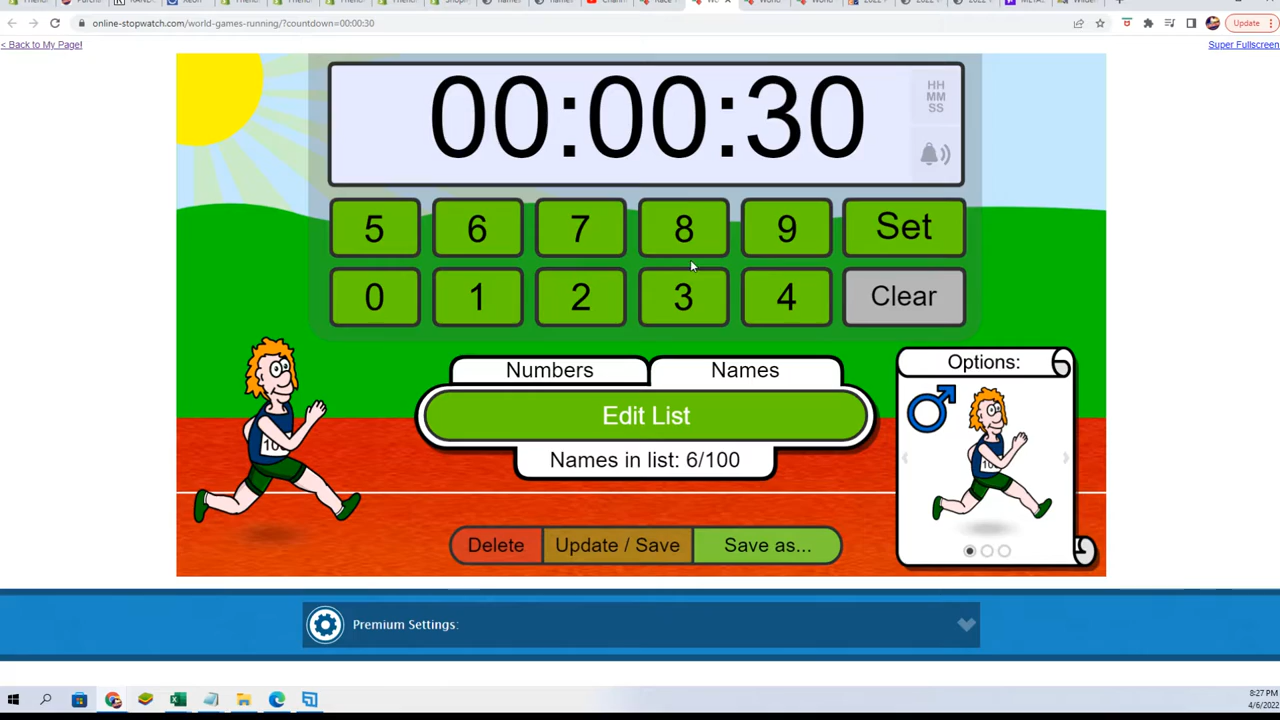 online-stopwatch.com/world-games-running/?countdown=00:00:30
Update
< Back to My Page!
Super Fullscreen
00:00:30
HH
MM
SS
5 6 7 8 9 Set
0 1 2 3 4 Clear
Numbers Names
Options:
Edit List
Names in list: 6/100
Delete Update / Save Save as...
Premium Settings:
8:27 PM
4/6/2022